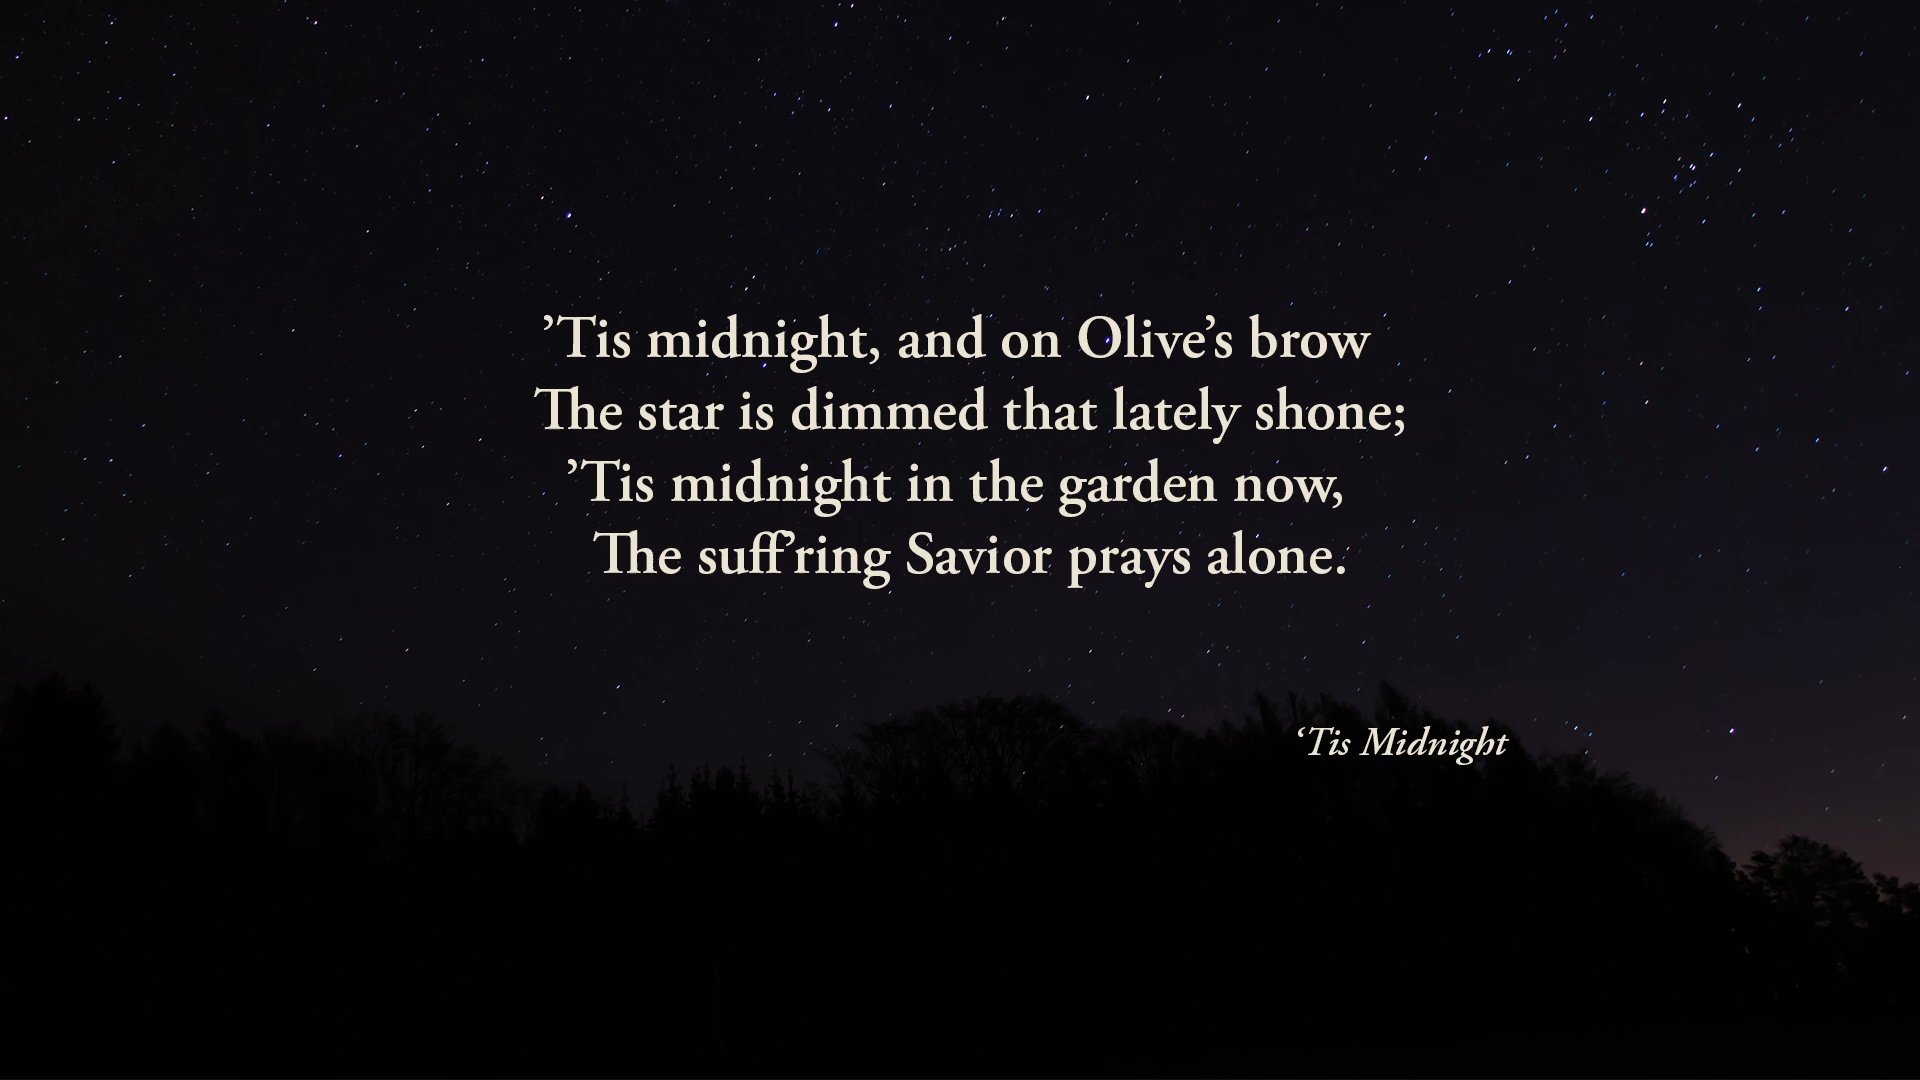 ’Tis midnight, and on Olive’s brow
The star is dimmed that lately shone;
’Tis midnight in the garden now,
The suff’ring Savior prays alone.
‘Tis Midnight